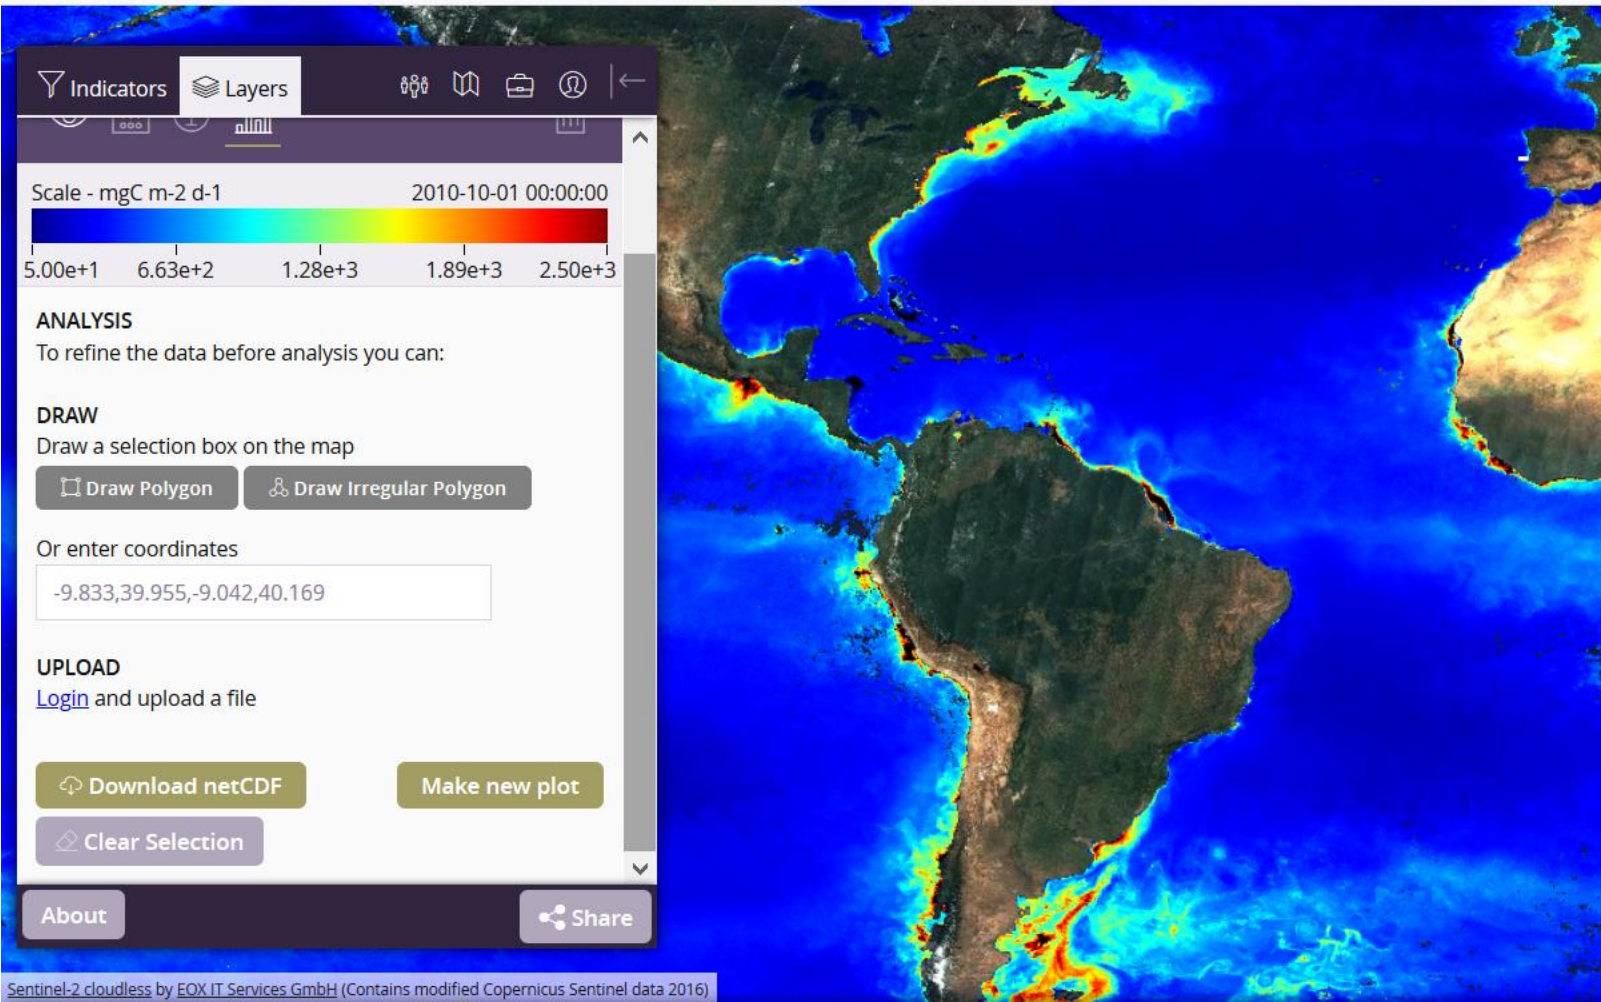 Indicators Layers
Scale - mgC m-2 d-1 2010-10-01 00:00:00
5.00e+1 6.63e+2 1.28e+3 1.89e+3 2.50e+3
ANALYSIS
To refine the data before analysis you can:
DRAW
Draw a selection box on the map
Draw Polygon Draw Irregular Polygon
Or enter coordinates
-9.833,39.955,-9.042,40.169
UPLOAD
Login and upload a file
Download netCDF Make new plot
Clear Selection
About Share
Sentinel-2 cloudless by EOX IT Services GmbH (Contains modified Copernicus Sentinel data 2016)